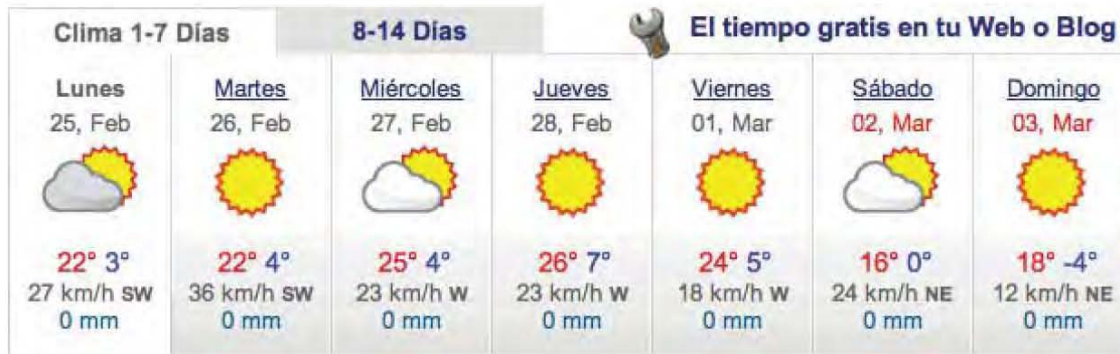 Clima 1-7 Días 8-14 Días El tiempo gratis en tu Web o Blog
Lunes Martes Miércoles Jueves Viernes Sábado Domingo
25, Feb 26, Feb 27, Feb 28, Feb 01, Mar 02, Mar 03, Mar
22° 3° 22° 4° 25° 4° 26° 7° 24° 5° 16° 0° 18° -4°
27 km/h SW 36 km/h SW 23 km/h W 23 km/h W 18 km/h W 24 km/h NE 12 km/h NE
0 mm 0 mm 0 mm 0 mm 0 mm 0 mm 0 mm